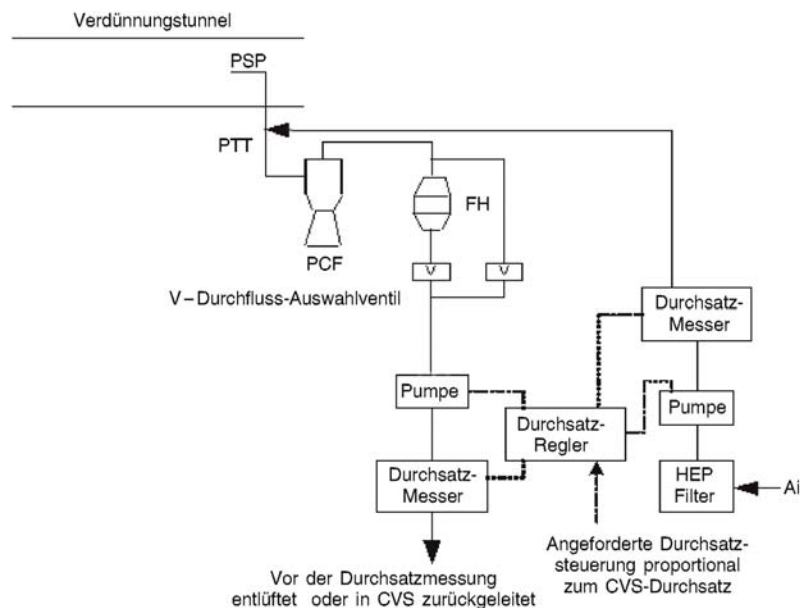 Verdünnungstunnel
PSP
PTT
FH
PCF
V
V
V – Durchfluss-Auswahlventil
Durchsatz-
Messer
Pumpe
Pumpe
Durchsatz-
Regler
Durchsatz-
Messer
HEP
Filter
Ai
Angeforderte Durchsatz-
steuerung proportional
zum CVS-Durchsatz
Vor der Durchsatzmessung
entlüftet oder in CVS zurückgeleitet